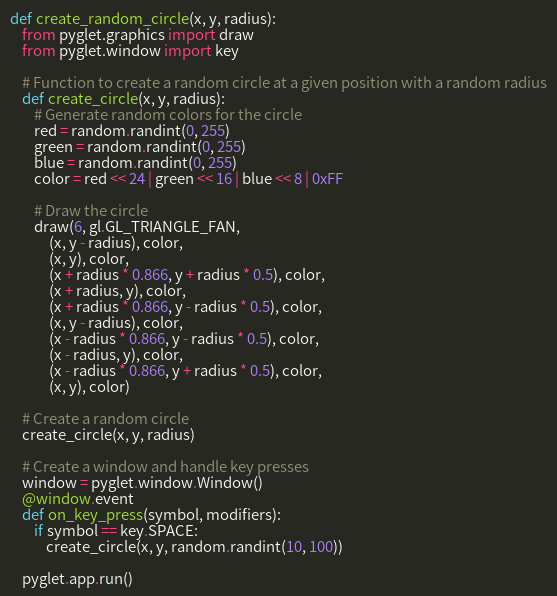 def create_random_circle(x, y, radius):
    from pyglet.graphics import draw
    from pyglet.window import key

    # Function to create a random circle at a given position with a random radius
    def create_circle(x, y, radius):
        # Generate random colors for the circle
        red = random.randint(0, 255)
        green = random.randint(0, 255)
        blue = random.randint(0, 255)
        color = red << 24 | green << 16 | blue << 8 | 0xFF

        # Draw the circle
        draw(6, gl.GL_TRIANGLE_FAN,
            (x, y - radius), color,
            (x, y), color,
            (x + radius * 0.866, y + radius * 0.5), color,
            (x + radius, y), color,
            (x + radius * 0.866, y - radius * 0.5), color,
            (x, y - radius), color,
            (x - radius * 0.866, y - radius * 0.5), color,
            (x - radius, y), color,
            (x - radius * 0.866, y + radius * 0.5), color,
            (x, y), color)

    # Create a random circle
    create_circle(x, y, radius)

    # Create a window and handle key presses
    window = pyglet.window.Window()
    @window.event
    def on_key_press(symbol, modifiers):
        if symbol == key.SPACE:
            create_circle(x, y, random.randint(10, 100))

    pyglet.app.run()